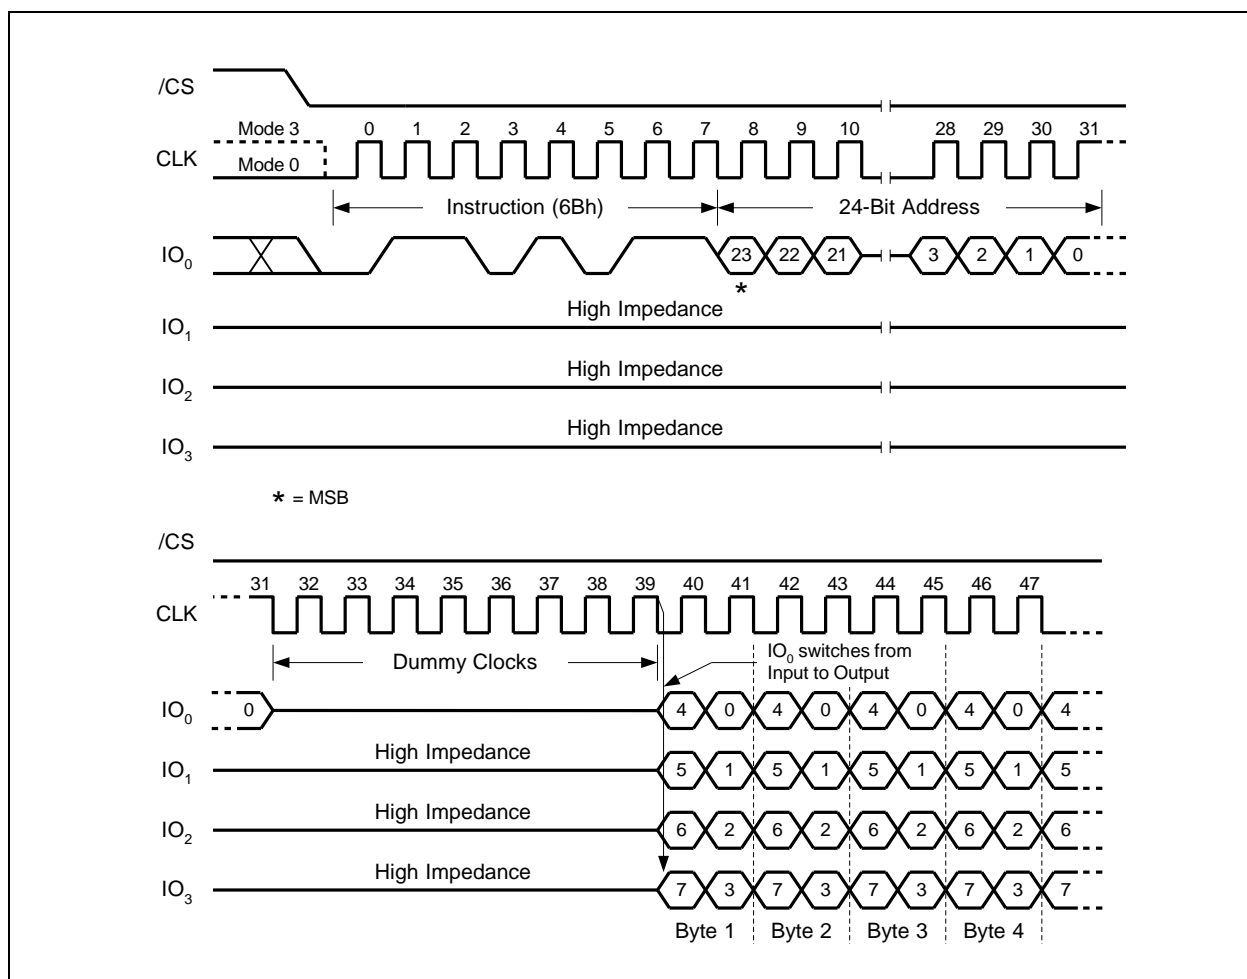 /CS
Mode 3 0 1 2 3 4 5 6 7 8 9 10 28 29 30 31
CLK
Mode 0
Instruction (6Bh) 24-Bit Address
IO0 23 22 21 3 2 1 0
*
High Impedance
IO1
High Impedance
IO2
High Impedance
IO3
* = MSB
/CS
31 32 33 34 35 36 37 38 39 40 41 42 43 44 45 46 47
CLK
Dummy Clocks
IO0 switches from
Input to Output
IO0 0 4 0 4 0 4 0 4 0 4
High Impedance
IO1 5 1 5 1 5 1 5 1 5
High Impedance
IO2 6 2 6 2 6 2 6 2 6
High Impedance
IO3 7 3 7 3 7 3 7 3 7
Byte 1 Byte 2 Byte 3 Byte 4